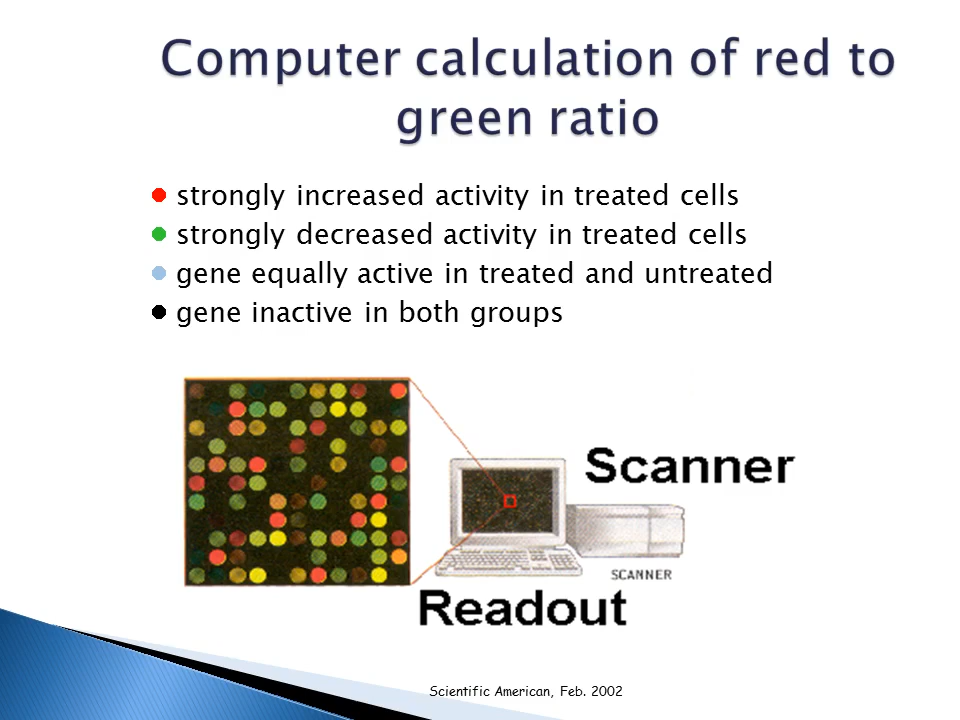 Computer calculation of red to
green ratio
strongly increased activity in treated cells
strongly decreased activity in treated cells
gene equally active in treated and untreated
gene inactive in both groups
Scanner
SCANNER
Readout
Scientific American, Feb. 2002